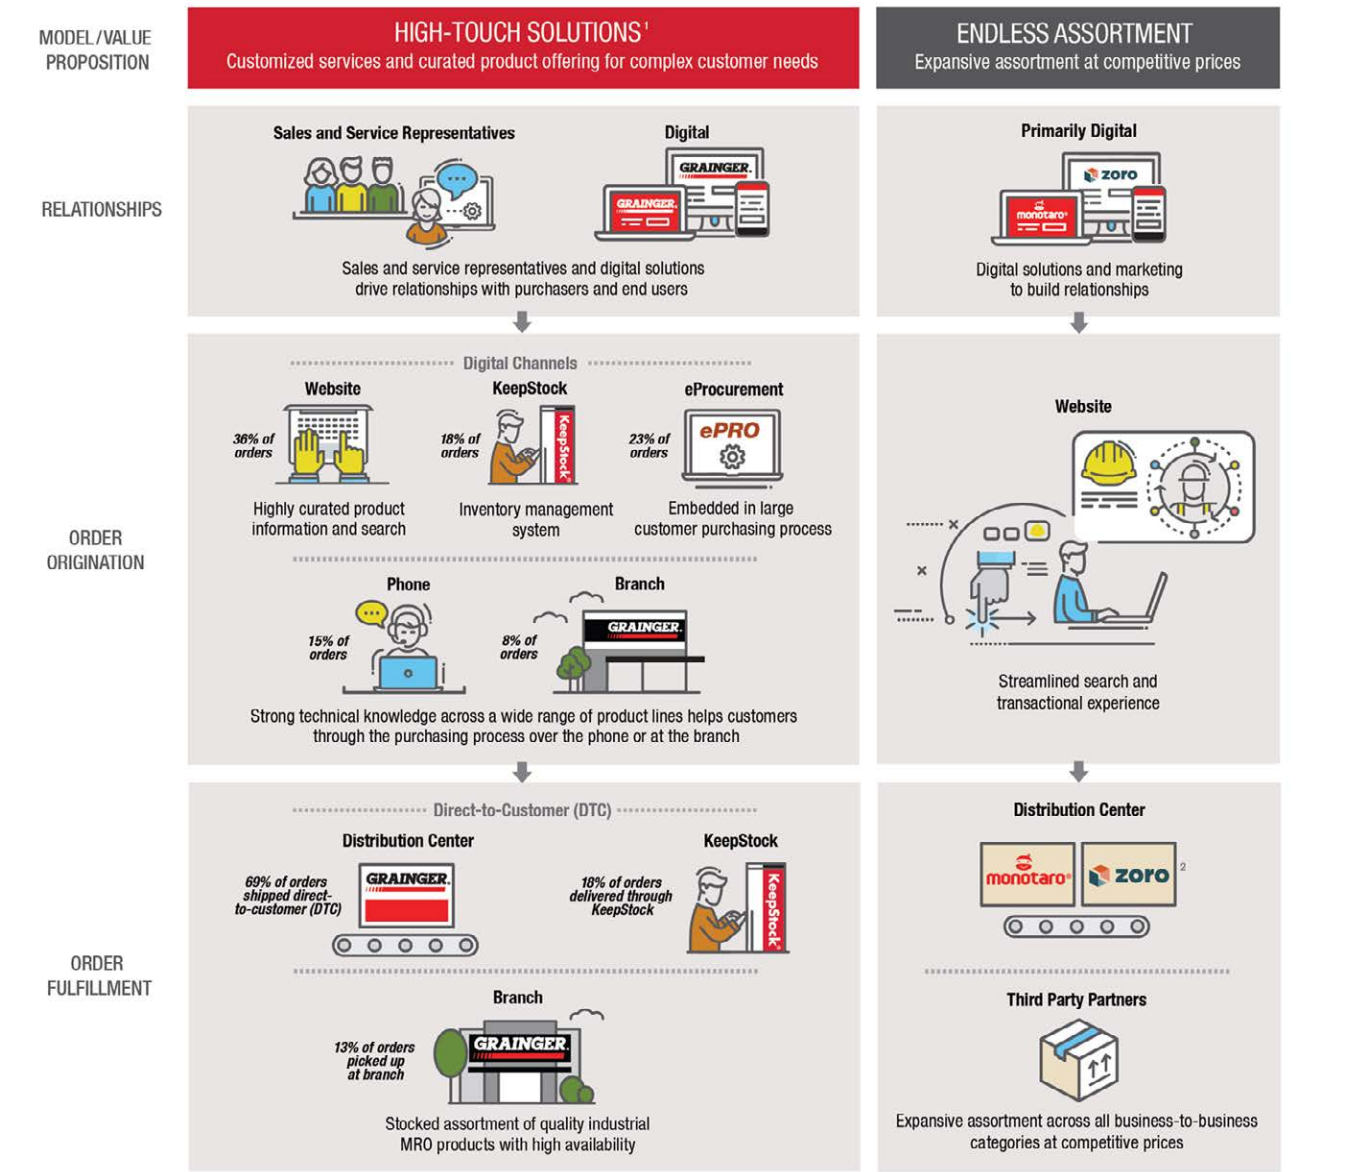 MODEL/VALUE
PROPOSITION
HIGH-TOUCH SOLUTIONS¹
Customized services and curated product offering for complex customer needs
ENDLESS ASSORTMENT
Expansive assortment at competitive prices
RELATIONSHIPS
Sales and Service Representatives
Digital
GRAINGER.
GRAINGER.
Sales and service representatives and digital solutions
drive relationships with purchasers and end users
Primarily Digital
zoro
monotaro
Digital solutions and marketing
to build relationships
ORDER
ORIGINATION
Digital Channels
Website
36% of
orders
Highly curated product
information and search
KeepStock
18% of
orders
KeepStock
Inventory management
system
eProcurement
23% of
orders
ePRO
Embedded in large
customer purchasing process
Phone
15% of
orders
Branch
8% of
orders
GRAINGER.
Strong technical knowledge across a wide range of product lines helps customers
through the purchasing process over the phone or at the branch
Website
Streamlined search and
transactional experience
ORDER
FULFILLMENT
Direct-to-Customer (DTC)
Distribution Center
69% of orders
shipped direct-
to-customer (DTC)
GRAINGER.
KeepStock
18% of orders
delivered through
KeepStock
KeepStock
Branch
13% of orders
picked up
at branch
GRAINGER.
Stocked assortment of quality industrial
MRO products with high availability
Distribution Center
monotaro
zoro
2
Third Party Partners
Expansive assortment across all business-to-business
categories at competitive prices